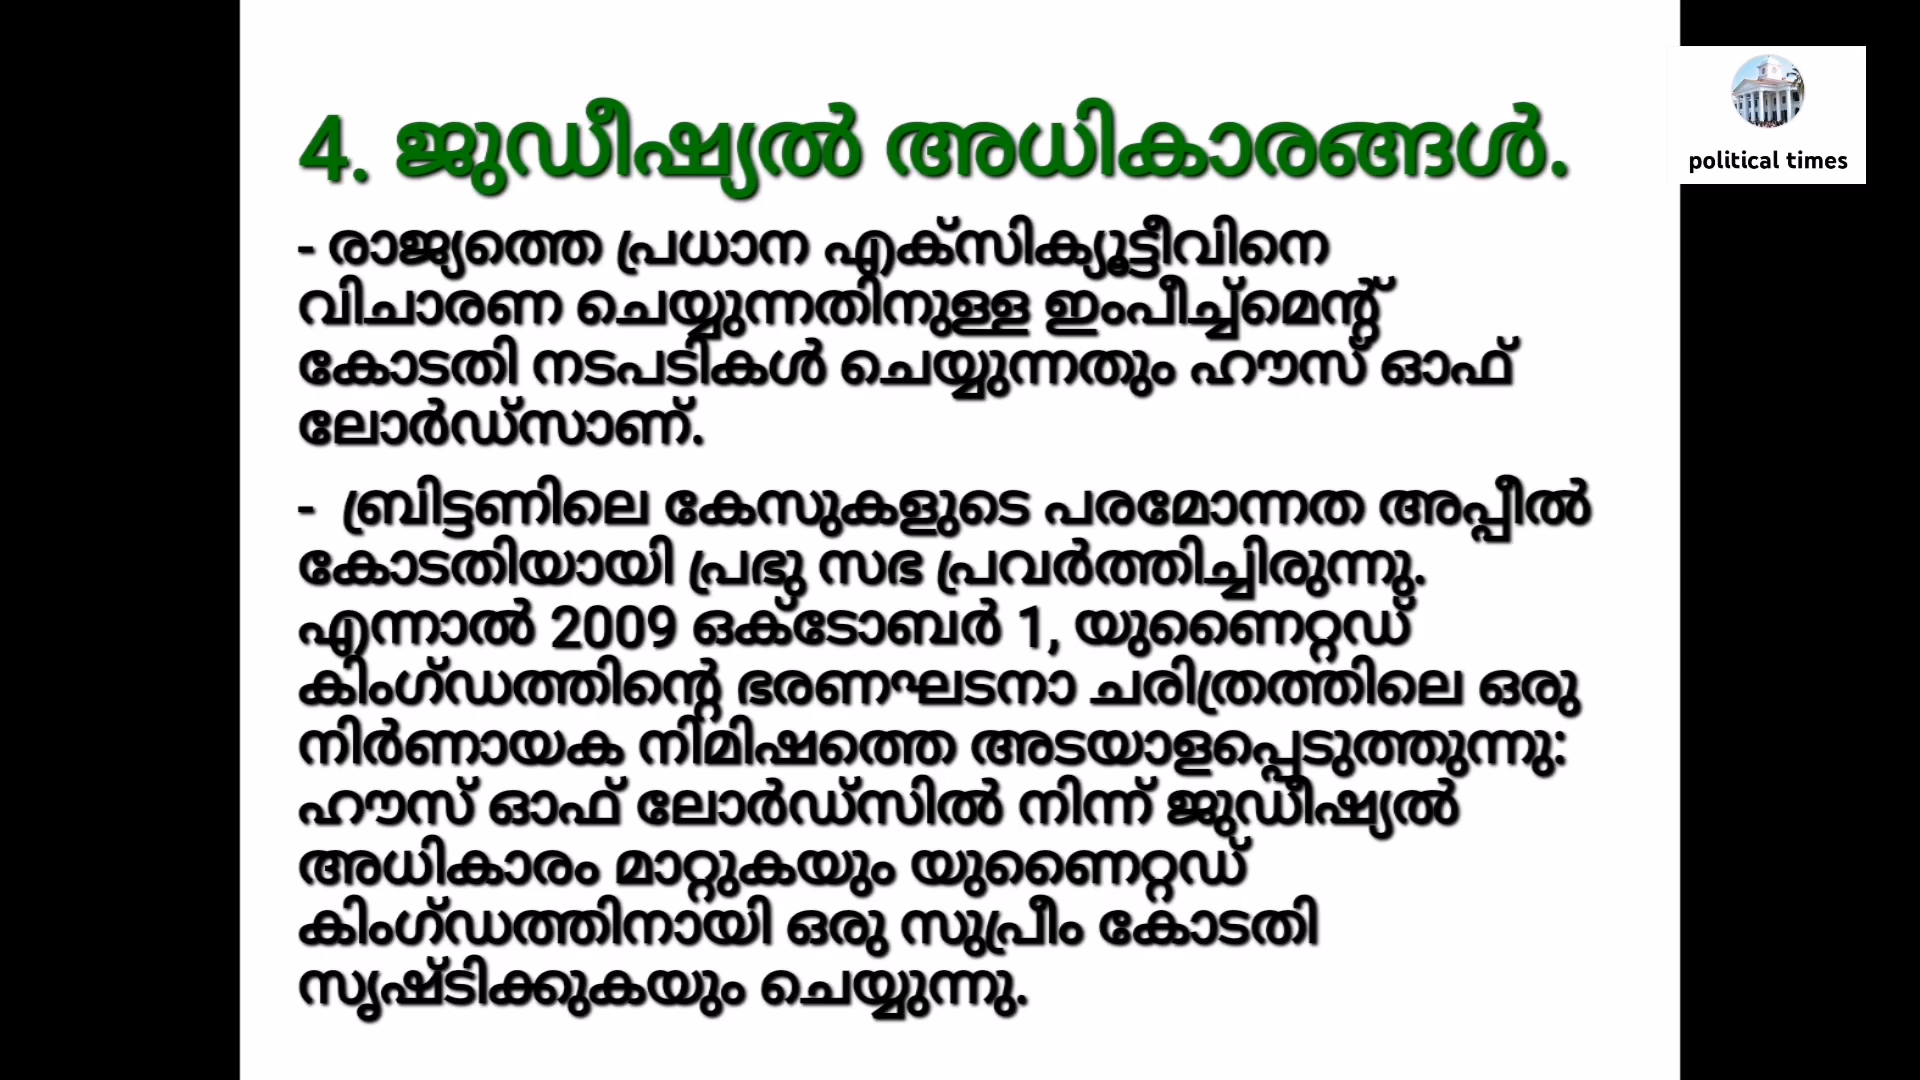 4. ജുഡീഷ്യൽ അധികാരങ്ങൾ.
- രാജ്യത്തെ പ്രധാന എക്സിക്യൂട്ടീവിനെ
വിചാരണ ചെയ്യുന്നതിനുള്ള ഇംപീച്ച്മെന്റ്
കോടതി നടപടികൾ ചെയ്യുന്നതും ഹൗസ് ഓഫ്
ലോർഡ്സാണ്.
- ബ്രിട്ടണിലെ കേസുകളുടെ പരമോന്നത അപ്പീൽ
കോടതിയായി പ്രഭു സഭ പ്രവർത്തിച്ചിരുന്നു.
എന്നാൽ 2009 ഒക്ടോബർ 1, യുണൈറ്റഡ്
കിംഗ്ഡത്തിന്റെ ഭരണഘടനാ ചരിത്രത്തിലെ ഒരു
നിർണായക നിമിഷത്തെ അടയാളപ്പെടുത്തുന്നു:
ഹൗസ് ഓഫ് ലോർഡ്സിൽ നിന്ന് ജുഡീഷ്യൽ
അധികാരം മാറ്റുകയും യുണൈറ്റഡ്
കിംഗ്ഡത്തിനായി ഒരു സുപ്രീം കോടതി
സൃഷ്ടിക്കുകയും ചെയ്യുന്നു.
political times